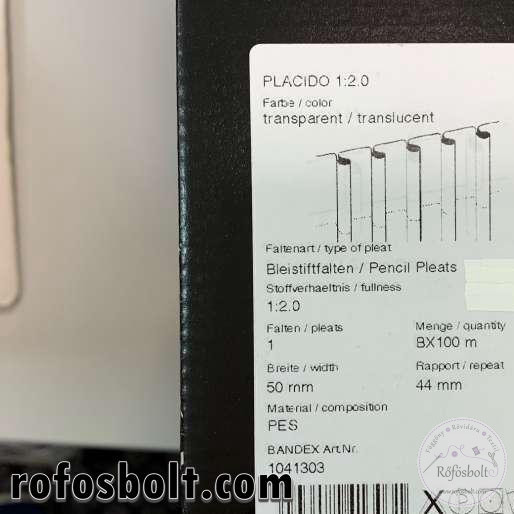 PLACIDO 1:2.0
Farbe / color
transparent / translucent
Faltenart / type of pleat
Bleistiftfalten / Pencil Pleats
Stoffverhaeltnis / fullness
1:2.0
Falten / pleats
1
Menge / quantity
BX100 m
Breite / width
50 mm
Rapport / repeat
44 mm
Material / composition
PES
BANDEX Art.Nr.
1041303
Rőfösbolt
rofosbolt.com